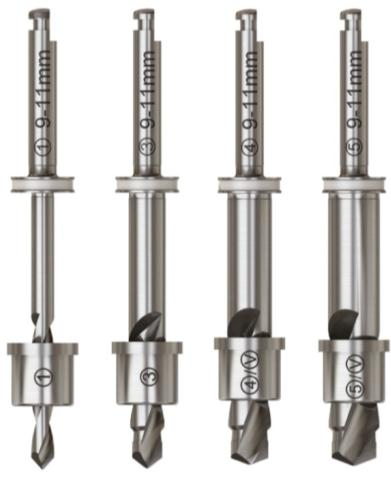 ① 9-11mm
③ 9-11mm
④ 9-11mm
⑤ 9-11mm
①
③
④/V
⑤/V